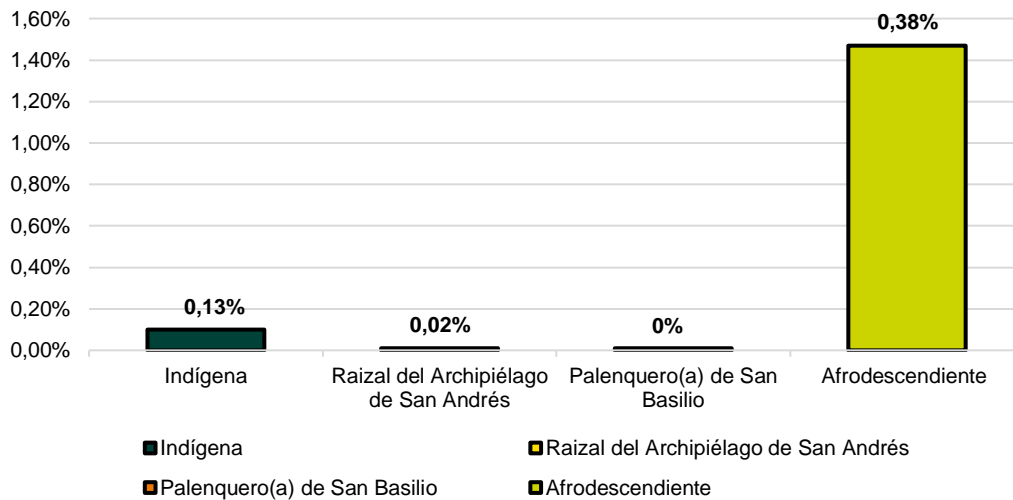 1,60%
1,40%
1,20%
1,00%
0,80%
0,60%
0,40%
0,20%
0,00%
0,13%
0,02%
0%
0,38%
Indígena
Raizal del Archipiélago
de San Andrés
Palenquero(a) de San
Basilio
Afrodescendiente
Indígena
Raizal del Archipiélago de San Andrés
Palenquero(a) de San Basilio
Afrodescendiente